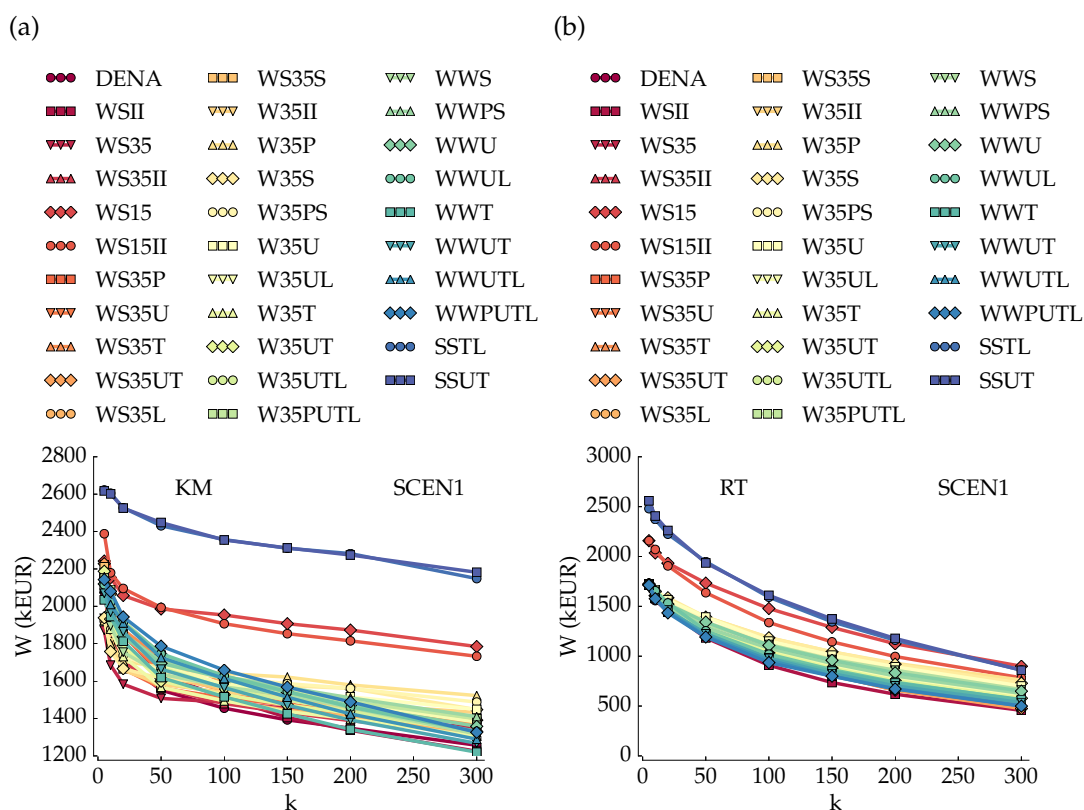 (a)
DENA
WSII
WS35
WS35II
WS15
WS15II
WS35P
WS35U
WS35T
WS35UT
WS35L
WS35S
W35II
W35P
W35S
W35PS
W35U
W35UL
W35T
W35UT
W35UTL
W35PUTL
WWS
WWPS
WWU
WWUL
WWT
WWUT
WWUTL
WWPUTL
SSTL
SSUT
KM SCEN1
W (kEUR)
2800
2600
2400
2200
2000
1800
1600
1400
1200
0 50 100 150 200 250 300
k
(b)
DENA
WSII
WS35
WS35II
WS15
WS15II
WS35P
WS35U
WS35T
WS35UT
WS35L
WS35S
W35II
W35P
W35S
W35PS
W35U
W35UL
W35T
W35UT
W35UTL
W35PUTL
WWS
WWPS
WWU
WWUL
WWT
WWUT
WWUTL
WWPUTL
SSTL
SSUT
RT SCEN1
W (kEUR)
3000
2500
2000
1500
1000
500
0
0 50 100 150 200 250 300
k